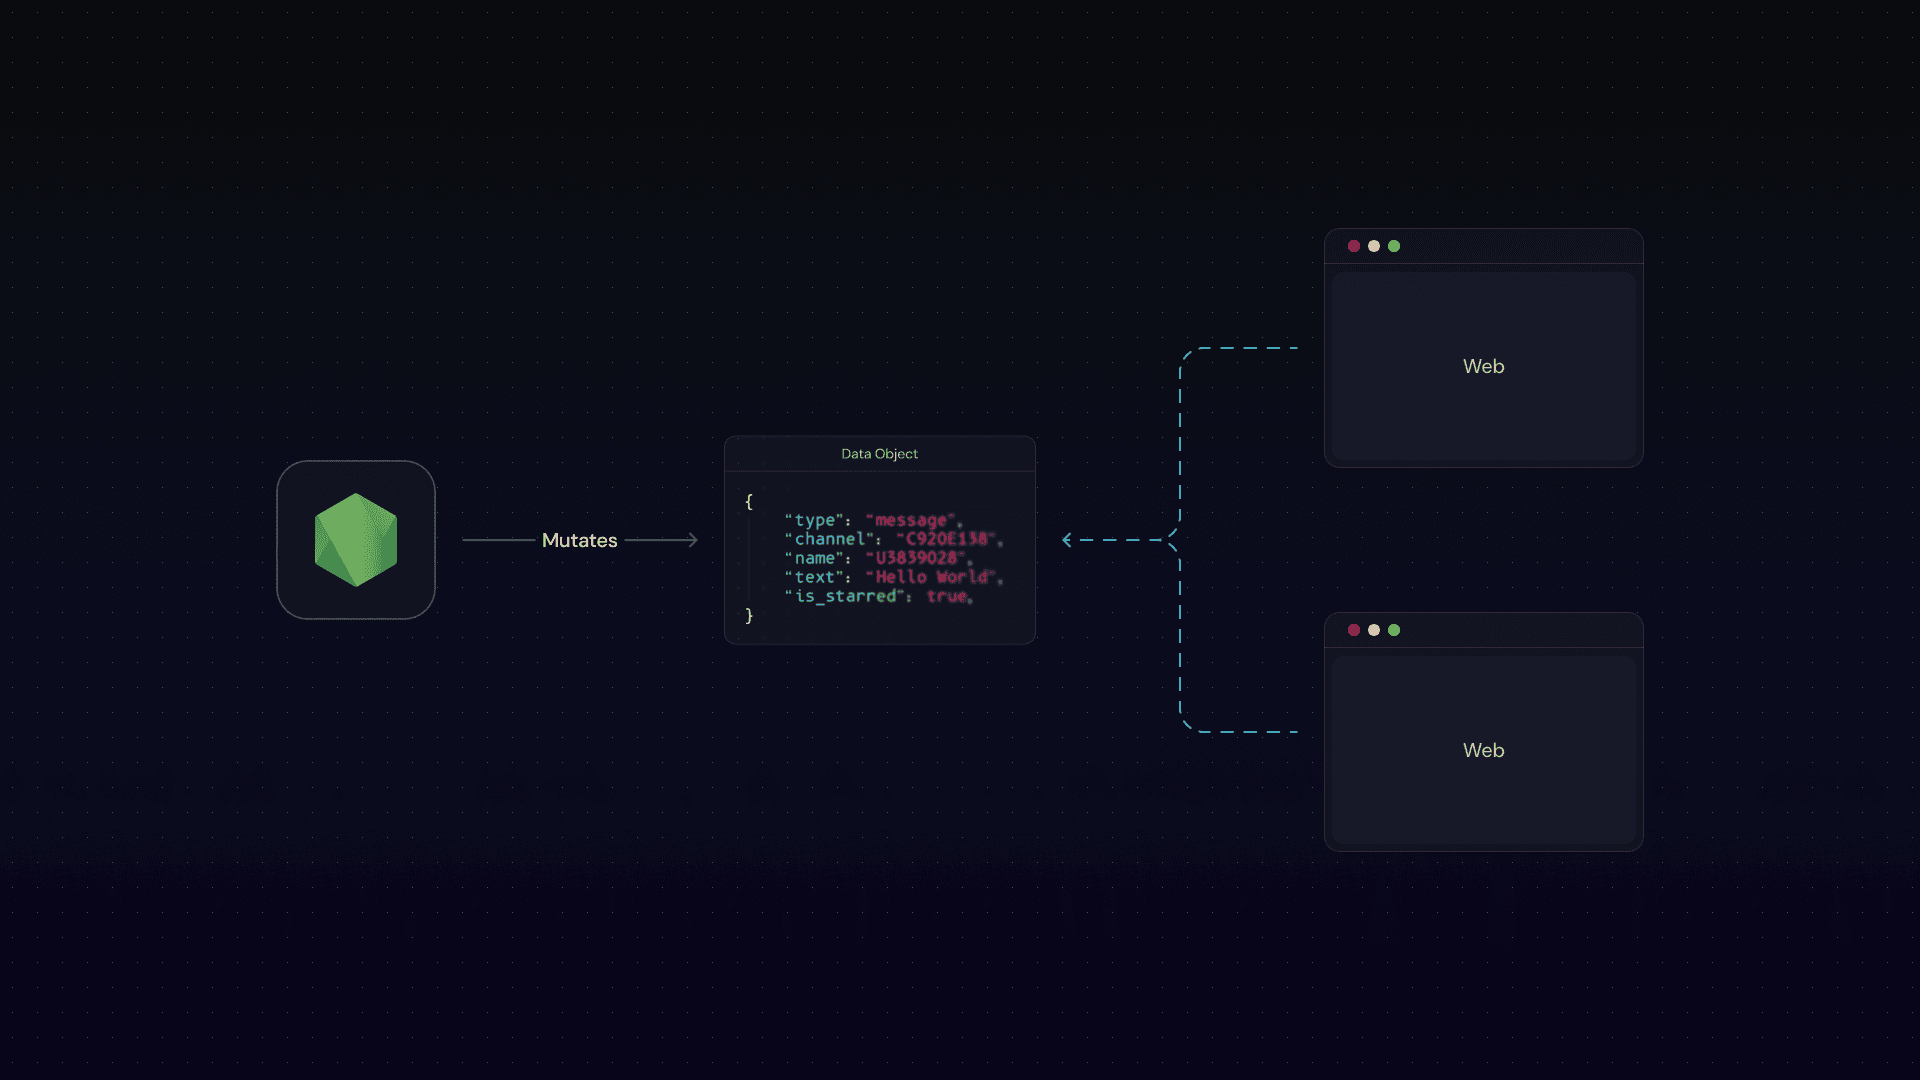 Mutates
Data Object
{
“type”: “message”,
“channel”: “C920E138”,
“name”: “U3839028”,
“text”: “Hello World”,
“is_starred”: true,
}
Web
Web